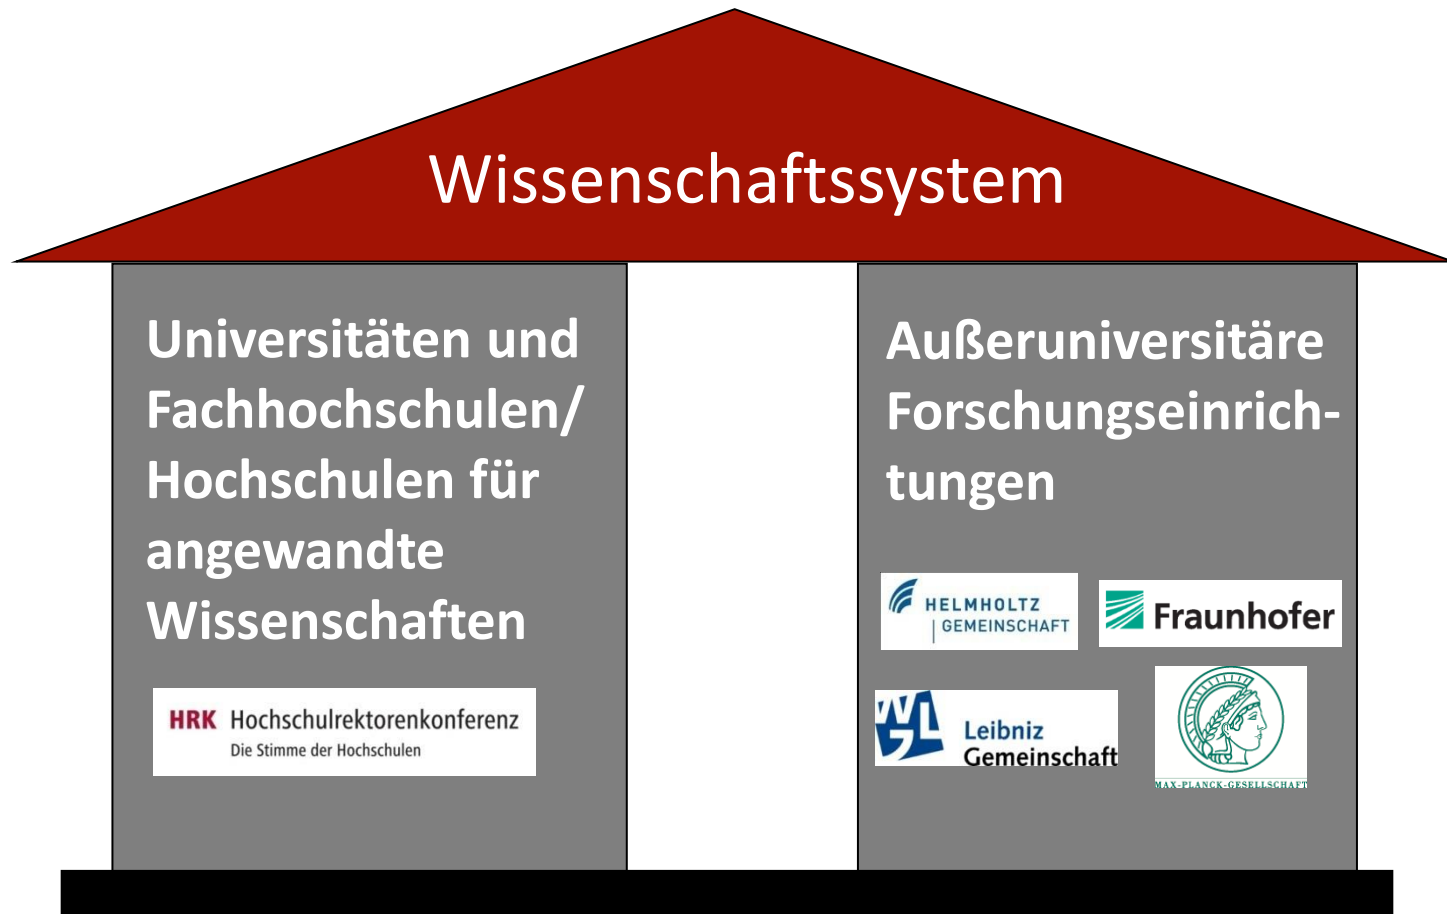 Wissenschaftssystem
Universitäten und
Fachhochschulen/
Hochschulen für
angewandte
Wissenschaften
HRK Hochschulrektorenkonferenz
Die Stimme der Hochschulen
Außeruniversitäre
Forschungseinrich-
tungen
HELMHOLTZ
GEMEINSCHAFT
Fraunhofer
Leibniz
Gemeinschaft
MAX-PLANCK-GESELLSCHAFT